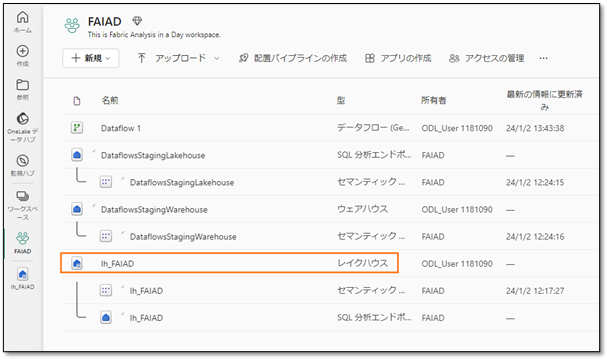 FAIAD
This is Fabric Analysis in a Day workspace.
ホーム
作成
参照
OneLake デー
タ ハブ
監視ハブ
ワークスペ
ース
FAIAD
lh_FAIAD
新規
アップロード
配置パイプラインの作成
アプリの作成
アクセスの管理
名前 型 所有者 最新の情報に更新済
み
Dataflow 1 データフロー (Ge... ODL_User 1181090 24/1/2 13:43:38
DataflowsStagingLakehouse SQL 分析エンドポ... FAIAD —
DataflowsStagingLakehouse セマンティック ... FAIAD 24/1/2 12:24:15
DataflowsStagingWarehouse ウェアハウス ODL_User 1181090 —
DataflowsStagingWarehouse セマンティック ... FAIAD 24/1/2 12:24:16
lh_FAIAD レイクハウス ODL_User 1181090 —
lh_FAIAD セマンティック ... FAIAD 24/1/2 12:17:27
lh_FAIAD SQL 分析エンドポ... FAIAD —